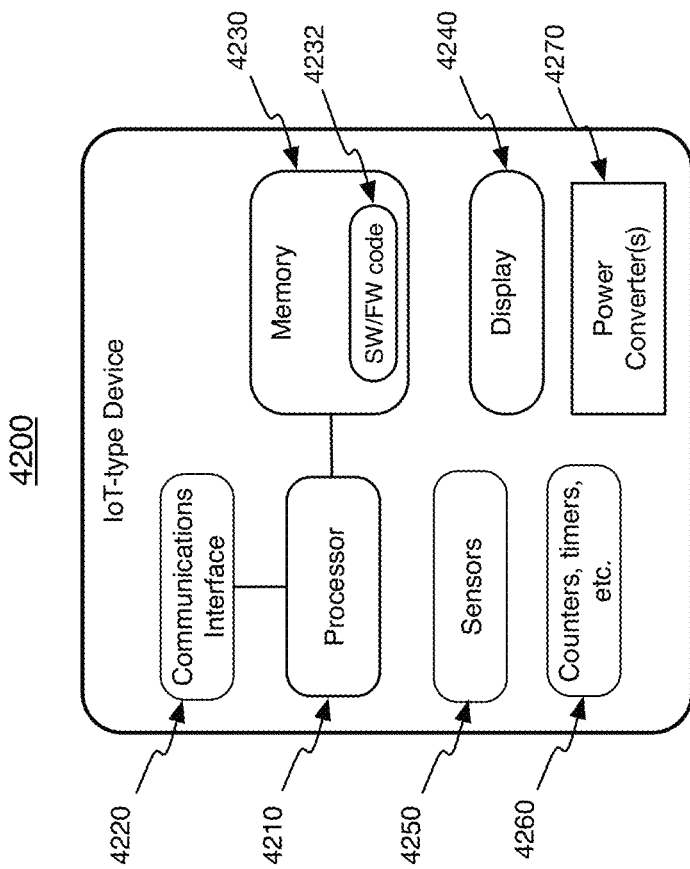 4200
IoT-type Device
4220
Communications
Interface
4210
Processor
4230
Memory
4232
SW/FW code
4250
Sensors
4240
Display
4260
Counters, timers,
etc.
4270
Power
Converter(s)